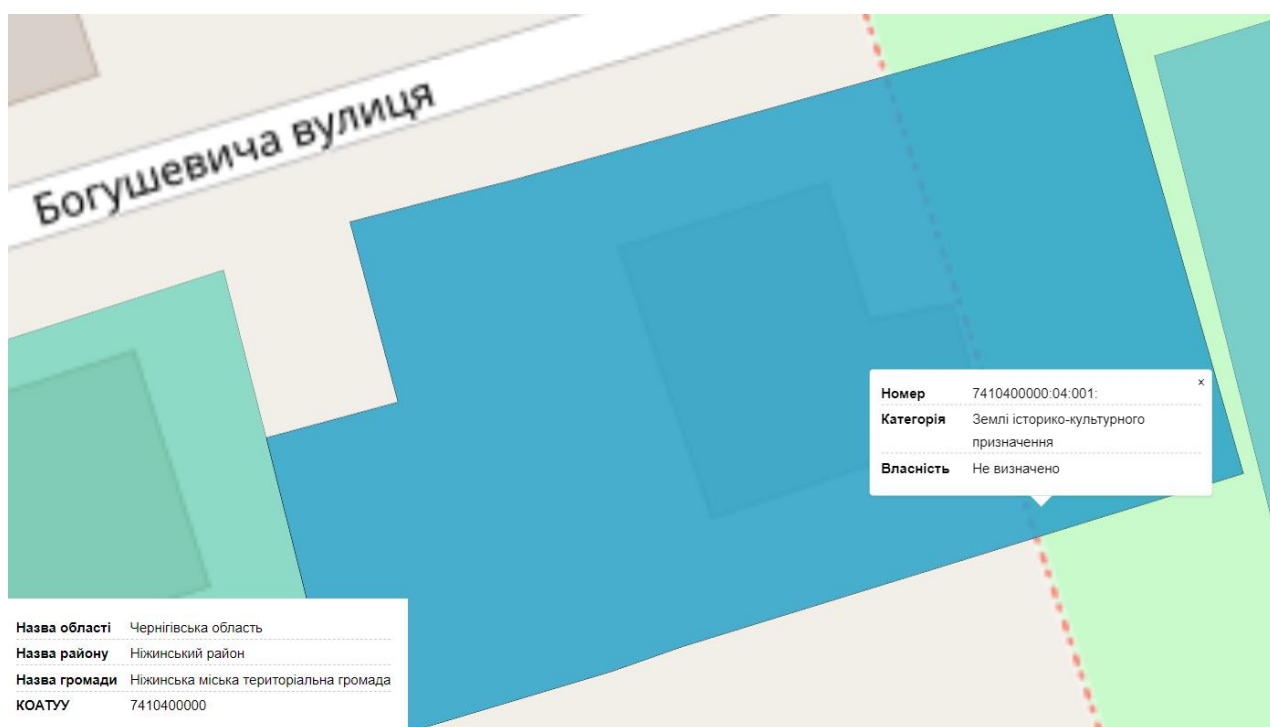 Богушевича вулиця
×
Номер 7410400000:04:001:
Категорія Землі історико-культурного
призначення
Власність Не визначено
Назва області Чернігівська область
Назва району Ніжинський район
Назва громади Ніжинська міська територіальна громада
КОАТУУ 7410400000